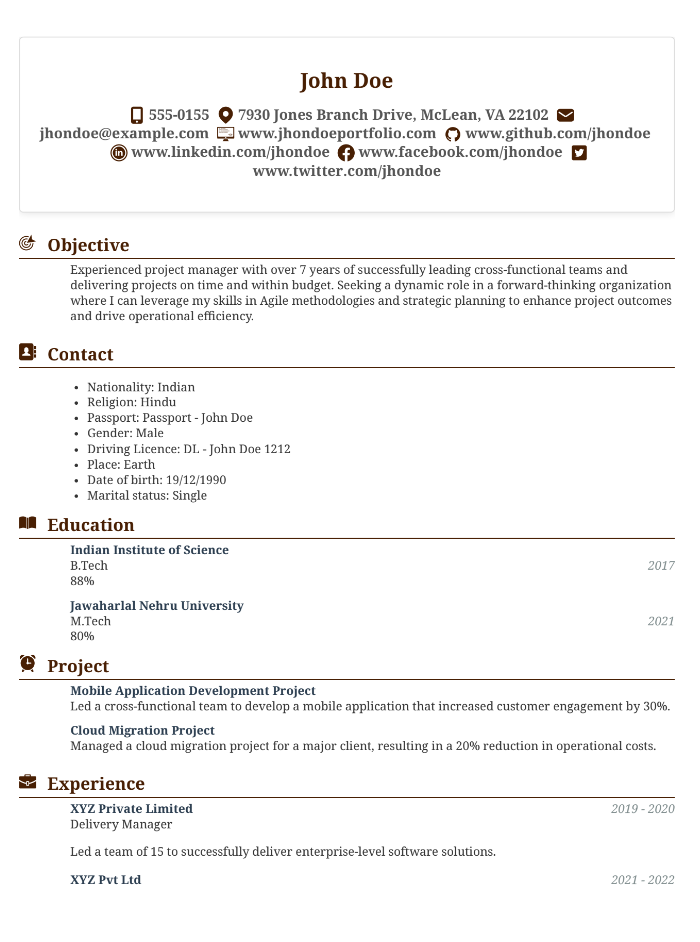 John Doe
555-0155 7930 Jones Branch Drive, McLean, VA 22102
jhondoe@example.com www.jhondoeportfolio.com www.github.com/jhondoe
www.linkedin.com/jhondoe www.facebook.com/jhondoe
www.twitter.com/jhondoe
Objective
Experienced project manager with over 7 years of successfully leading cross-functional teams and
delivering projects on time and within budget. Seeking a dynamic role in a forward-thinking organization
where I can leverage my skills in Agile methodologies and strategic planning to enhance project outcomes
and drive operational efficiency.
Contact
• Nationality: Indian
• Religion: Hindu
• Passport: Passport - John Doe
• Gender: Male
• Driving Licence: DL - John Doe 1212
• Place: Earth
• Date of birth: 19/12/1990
• Marital status: Single
Education
Indian Institute of Science
B.Tech 2017
88%
Jawaharlal Nehru University
M.Tech 2021
80%
Project
Mobile Application Development Project
Led a cross-functional team to develop a mobile application that increased customer engagement by 30%.
Cloud Migration Project
Managed a cloud migration project for a major client, resulting in a 20% reduction in operational costs.
Experience
XYZ Private Limited 2019 - 2020
Delivery Manager
Led a team of 15 to successfully deliver enterprise-level software solutions.
XYZ Pvt Ltd 2021 - 2022